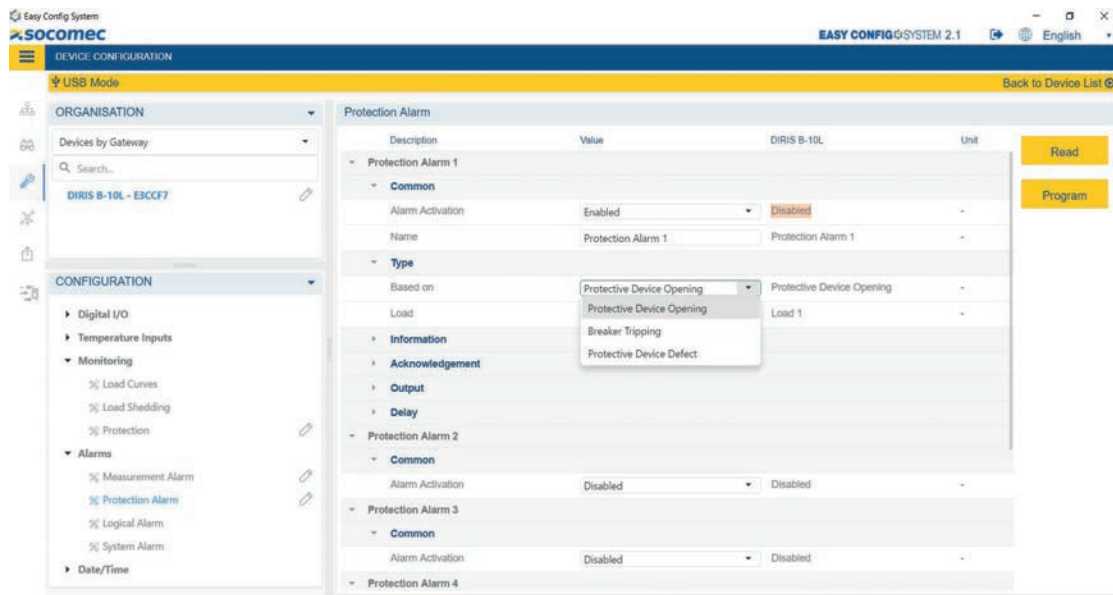 Easy Config System
socomec
EASY CONFIG SYSTEM 2.1
English
DEVICE CONFIGURATION
USB Mode
Back to Device List
ORGANISATION
Devices by Gateway
Search...
DIRIS B-10L - E3CCF7
CONFIGURATION
Digital I/O
Temperature Inputs
Monitoring
Load Curves
Load Shedding
Protection
Alarms
Measurement Alarm
Protection Alarm
Logical Alarm
System Alarm
Date/Time
Protection Alarm
Description Value DIRIS B-10L Unit
Protection Alarm 1
Common
Alarm Activation Enabled Disabled -
Name Protection Alarm 1 Protection Alarm 1 -
Type
Based on Protective Device Opening Protective Device Opening -
Protective Device Opening
Breaker Tripping
Protective Device Defect
Load Load 1 -
Information
Acknowledgement
Output
Delay
Protection Alarm 2
Common
Alarm Activation Disabled Disabled -
Protection Alarm 3
Common
Alarm Activation Disabled Disabled -
Protection Alarm 4
Read
Program